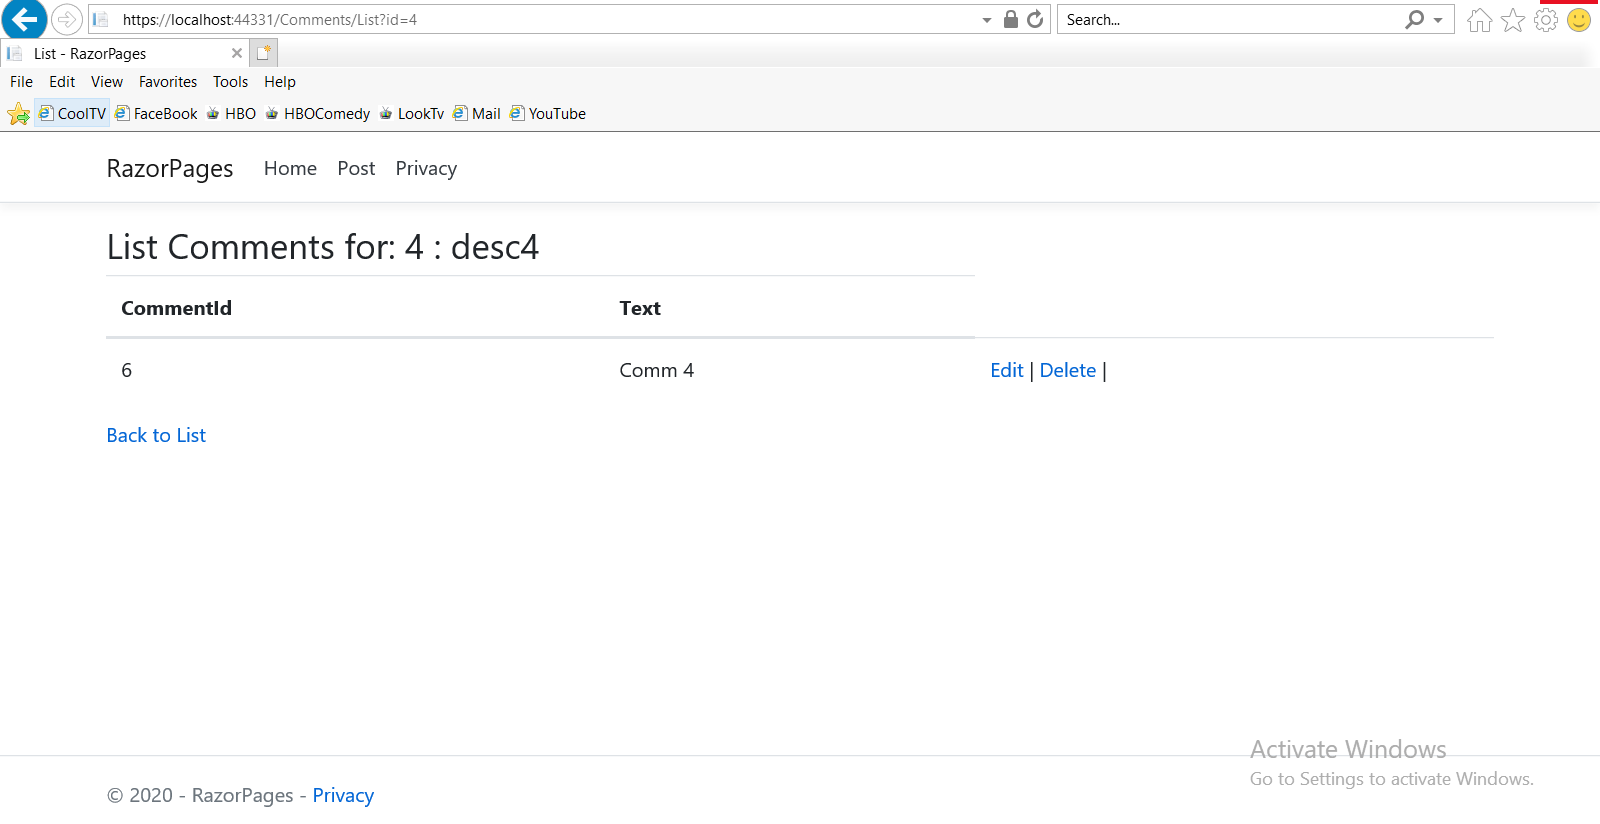 https://localhost:44331/Comments/List?id=4
Search...
List - RazorPages
File Edit View Favorites Tools Help
CoolTV FaceBook HBO HBOComedy LookTv Mail YouTube
RazorPages Home Post Privacy
List Comments for: 4 : desc4
CommentId Text
6 Comm 4 Edit | Delete |
Back to List
Activate Windows
Go to Settings to activate Windows.
© 2020 - RazorPages - Privacy